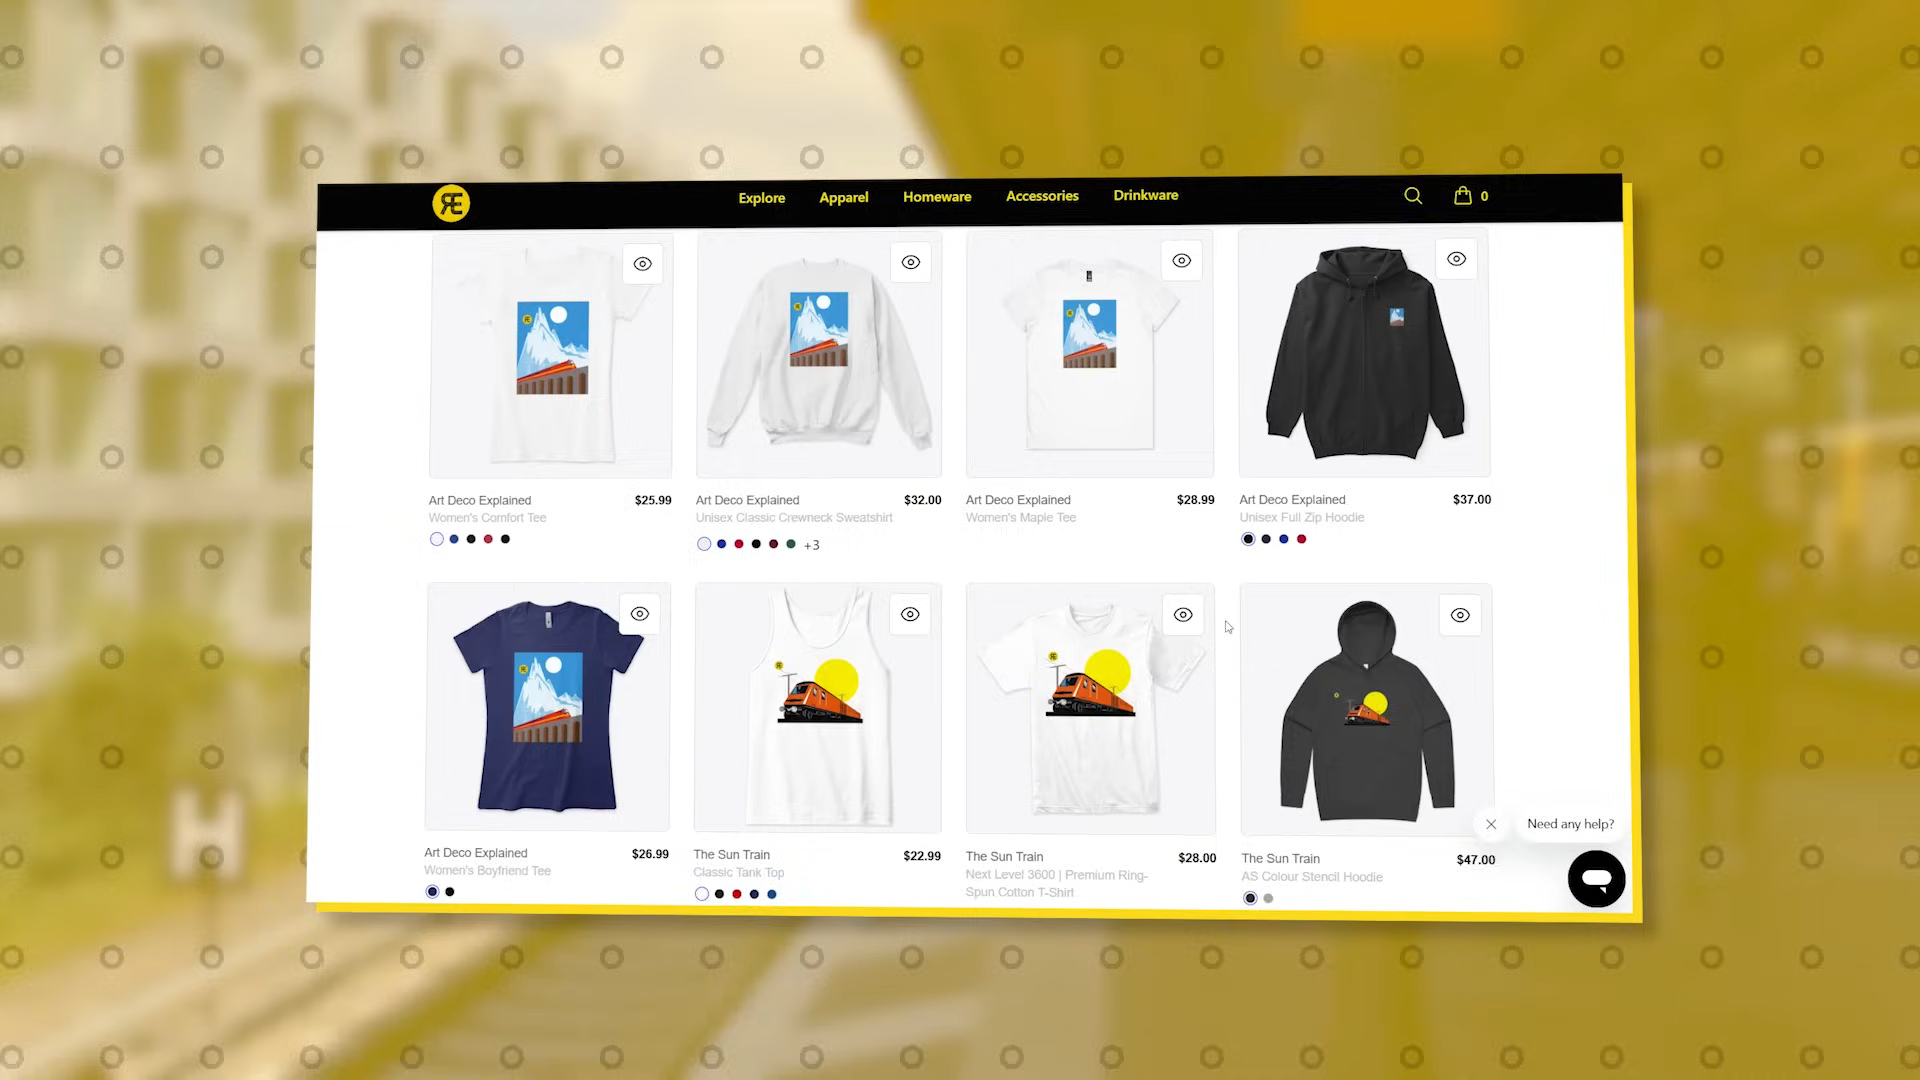 RE
Explore
Apparel
Homeware
Accessories
Drinkware
0
Art Deco Explained
$25.99
Women's Comfort Tee
Art Deco Explained
$32.00
Unisex Classic Crewneck Sweatshirt
+3
Art Deco Explained
$28.99
Women's Maple Tee
Art Deco Explained
$37.00
Unisex Full Zip Hoodie
Art Deco Explained
$26.99
Women's Boyfriend Tee
The Sun Train
$22.99
Classic Tank Top
The Sun Train
$28.00
Next Level 3600 | Premium Ring-
Spun Cotton T-Shirt
The Sun Train
$47.00
AS Colour Stencil Hoodie
Need any help?
H